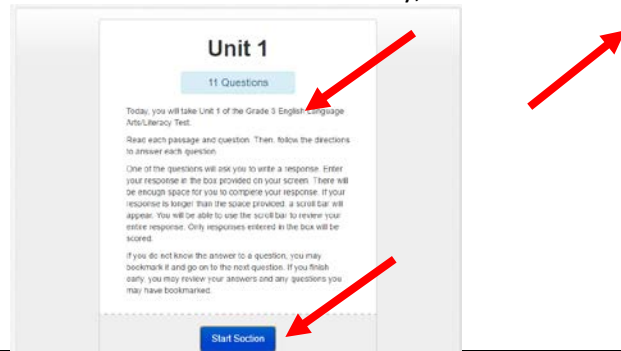 Unit 1
11 Questions
Today, you will take Unit 1 of the Grade 3 English Language
Arts/Literacy Test.
Read each passage and question. Then, follow the directions
to answer each question.
One of the questions will ask you to write a response. Enter
your response in the box provided on your screen. There will
be enough space for you to complete your response. If your
response is longer than the space provided, a scroll bar will
appear. You will be able to use the scroll bar to review your
entire response. Only responses entered in the box will be
scored.
If you do not know the answer to a question, you may
bookmark it and go on to the next question. If you finish
early, you may review your answers and any questions you
may have bookmarked.
Start Section